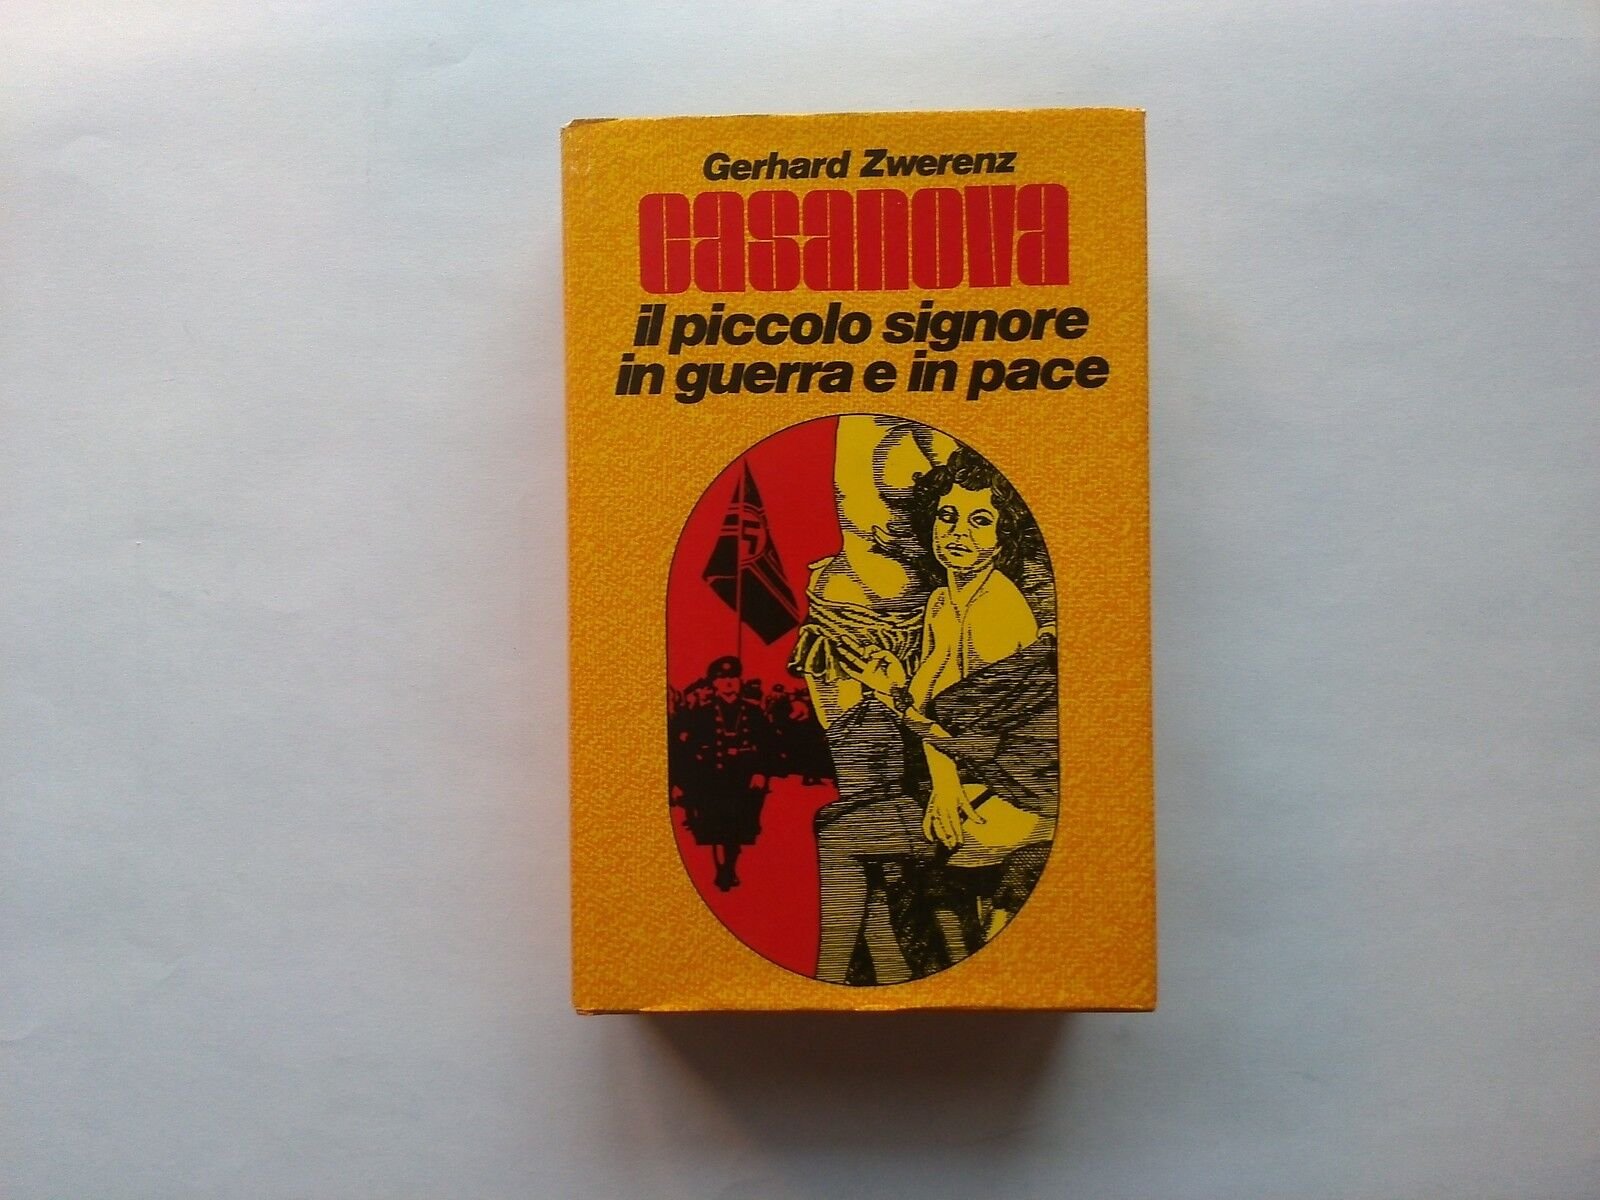 Gerhard Zwerenz
casanova
il piccolo signore
in guerra e in pace